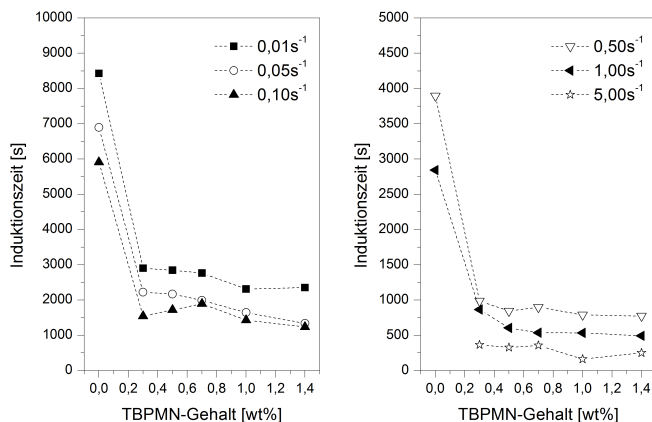 10000
9000
8000
7000
6000
5000
4000
3000
2000
1000
0
Induktionszeit [s]
0,01s-1
0,05s-1
0,10s-1
0,0 0,2 0,4 0,6 0,8 1,0 1,2 1,4
TBPMN-Gehalt [wt%]
5000
4500
4000
3500
3000
2500
2000
1500
1000
500
0
Induktionszeit [s]
0,50s-1
1,00s-1
5,00s-1
0,0 0,2 0,4 0,6 0,8 1,0 1,2 1,4
TBPMN-Gehalt [wt%]